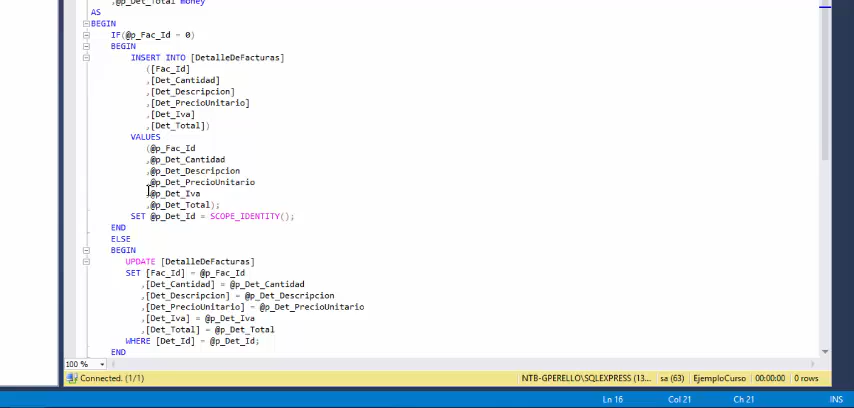 ,@p_Det_Total money
AS
BEGIN
IF(@p_Fac_Id = 0)
BEGIN
INSERT INTO [DetalleDeFacturas]
([Fac_Id]
,[Det_Cantidad]
,[Det_Descripcion]
,[Det_PrecioUnitario]
,[Det_Iva]
,[Det_Total])
VALUES
(@p_Fac_Id
,@p_Det_Cantidad
,@p_Det_Descripcion
,@p_Det_PrecioUnitario
,@p_Det_Iva
,@p_Det_Total);
SET @p_Det_Id = SCOPE_IDENTITY();
END
ELSE
BEGIN
UPDATE [DetalleDeFacturas]
SET [Fac_Id] = @p_Fac_Id
,[Det_Cantidad] = @p_Det_Cantidad
,[Det_Descripcion] = @p_Det_Descripcion
,[Det_PrecioUnitario] = @p_Det_PrecioUnitario
,[Det_Iva] = @p_Det_Iva
,[Det_Total] = @p_Det_Total
WHERE [Det_Id] = @p_Det_Id;
END
100 %
Connected. (1/1) NTB-GPERELLO\SQLEXPRESS (13... sa (63) EjemploCurso 00:00:00 0 rows
Ln 16 Col 21 Ch 21 INS